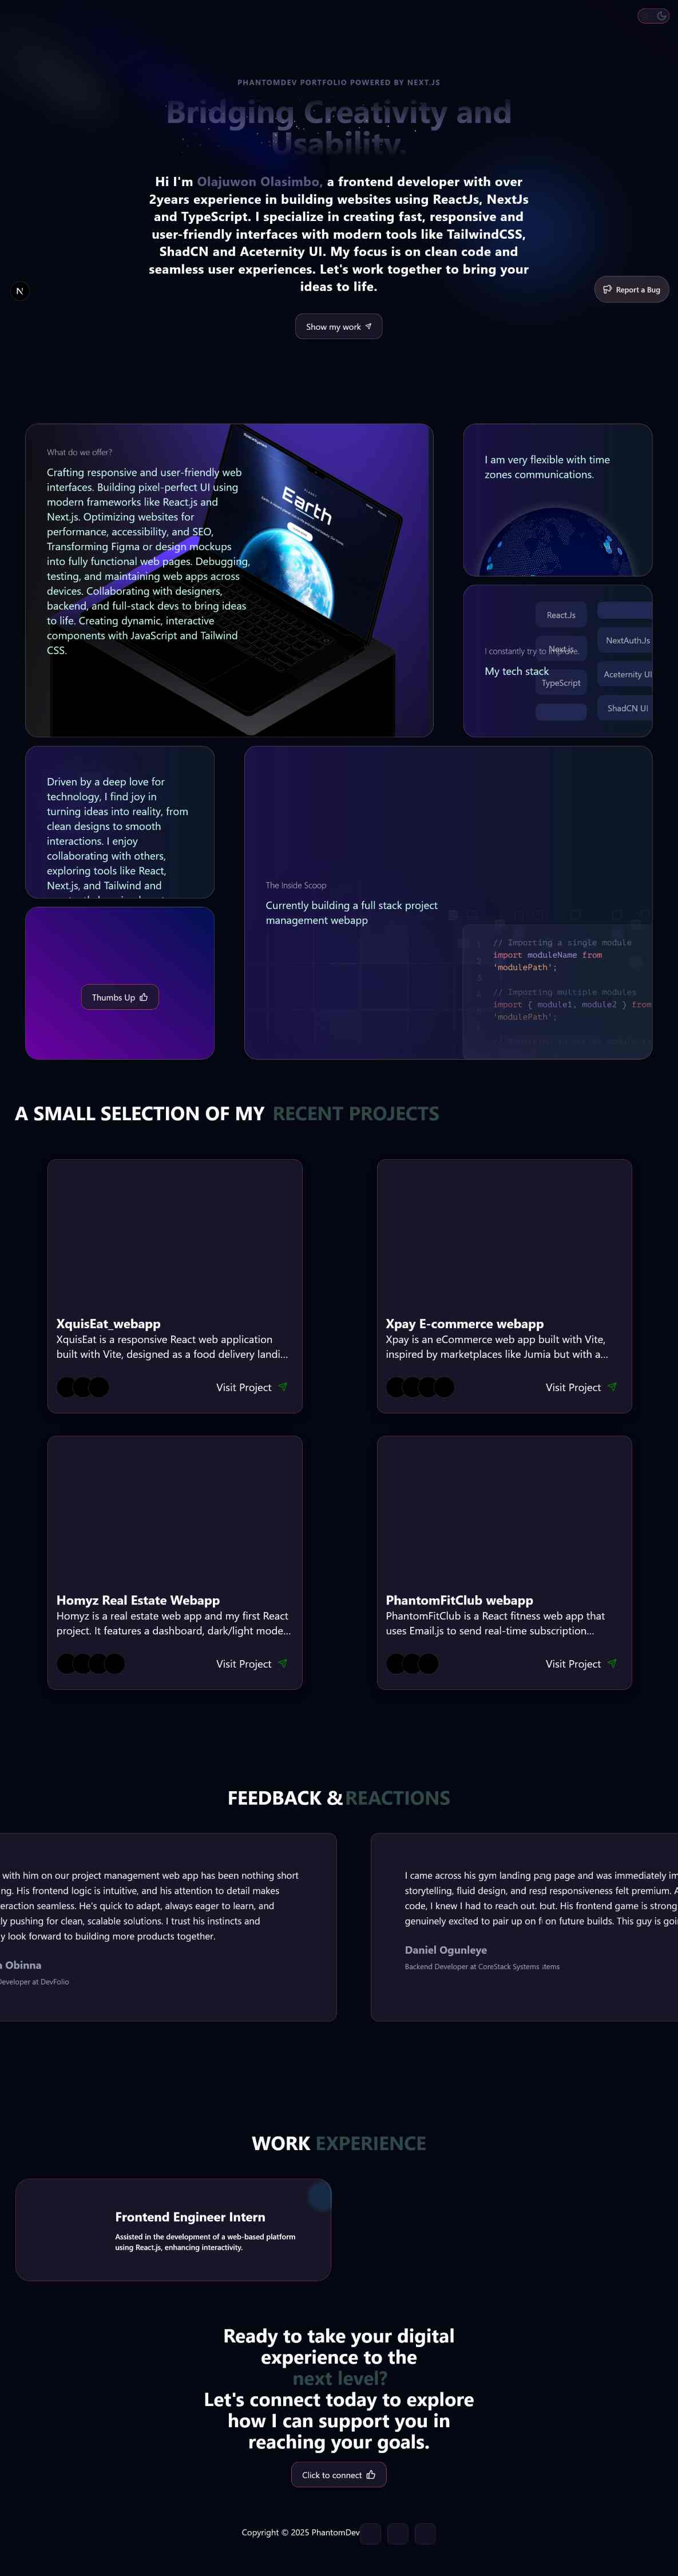 PHANTOMDEV PORTFOLIO POWERED BY NEXT.JS
Bridging Creativity and
Usability.
Hi I'm Olajuwon Olasimbo, a frontend developer with over
2years experience in building websites using ReactJs, NextJs
and TypeScript. I specialize in creating fast, responsive and
user-friendly interfaces with modern tools like TailwindCSS,
ShadCN and Aceternity UI. My focus is on clean code and
seamless user experiences. Let's work together to bring your
ideas to life.
N
Report a Bug
Show my work
What do we offer?
Crafting responsive and user-friendly web
interfaces. Building pixel-perfect UI using
modern frameworks like React.js and
Next.js. Optimizing websites for
performance, accessibility, and SEO,
Transforming Figma or design mockups
into fully functional web pages. Debugging,
testing, and maintaining web apps across
devices. Collaborating with designers,
backend, and full-stack devs to bring ideas
to life. Creating dynamic, interactive
components with JavaScript and Tailwind
CSS.
Earth
I am very flexible with time
zones communications.
React.Js
Next.js
TypeScript
NextAuth.Js
Aceternity UI
ShadCN UI
I constantly try to improve.
My tech stack
Driven by a deep love for
technology, I find joy in
turning ideas into reality, from
clean designs to smooth
interactions. I enjoy
collaborating with others,
exploring tools like React,
Next.js, and Tailwind and
Thumbs Up
The Inside Scoop
Currently building a full stack project
management webapp
// Importing a single module
import moduleName from
'modulePath';
// Importing multiple modules
import { module1, module2 } from
'modulePath';
A SMALL SELECTION OF MY RECENT PROJECTS
XquisEat_webapp
XquisEat is a responsive React web application
built with Vite, designed as a food delivery landi...
Visit Project
Xpay E-commerce webapp
Xpay is an eCommerce web app built with Vite,
inspired by marketplaces like Jumia but with a...
Visit Project
Homyz Real Estate Webapp
Homyz is a real estate web app and my first React
project. It features a dashboard, dark/light mode...
Visit Project
PhantomFitClub webapp
PhantomFitClub is a React fitness web app that
uses Email.js to send real-time subscription...
Visit Project
FEEDBACK & REACTIONS
with him on our project management web app has been nothing short
ng. His frontend logic is intuitive, and his attention to detail makes
eraction seamless. He's quick to adapt, always eager to learn, and
ly pushing for clean, scalable solutions. I trust his instincts and
y look forward to building more products together.
Obinna
Developer at DevFolio
I came across his gym landing page and was immediately im
storytelling, fluid design, and responsiveness felt premium. A
code, I knew I had to reach out. His frontend game is strong
genuinely excited to pair up on future builds. This guy is goi
Daniel Ogunleye
Backend Developer at CoreStack Systems
WORK EXPERIENCE
Frontend Engineer Intern
Assisted in the development of a web-based platform
using React.js, enhancing interactivity.
Ready to take your digital
experience to the
next level?
Let's connect today to explore
how I can support you in
reaching your goals.
Click to connect
Copyright © 2025 PhantomDev